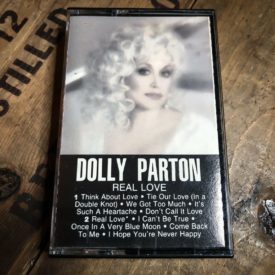 12
STILLED
DOLLY PARTON
REAL LOVE
1 Think About Love • Tie Our Love (In a
Double Knot) • We Got Too Much • It's
Such A Heartache • Don't Call it Love
2 Real Love* • I Can't Be True •
Once In A Very Blue Moon • Come Back
To Me • I Hope You're Never Happy